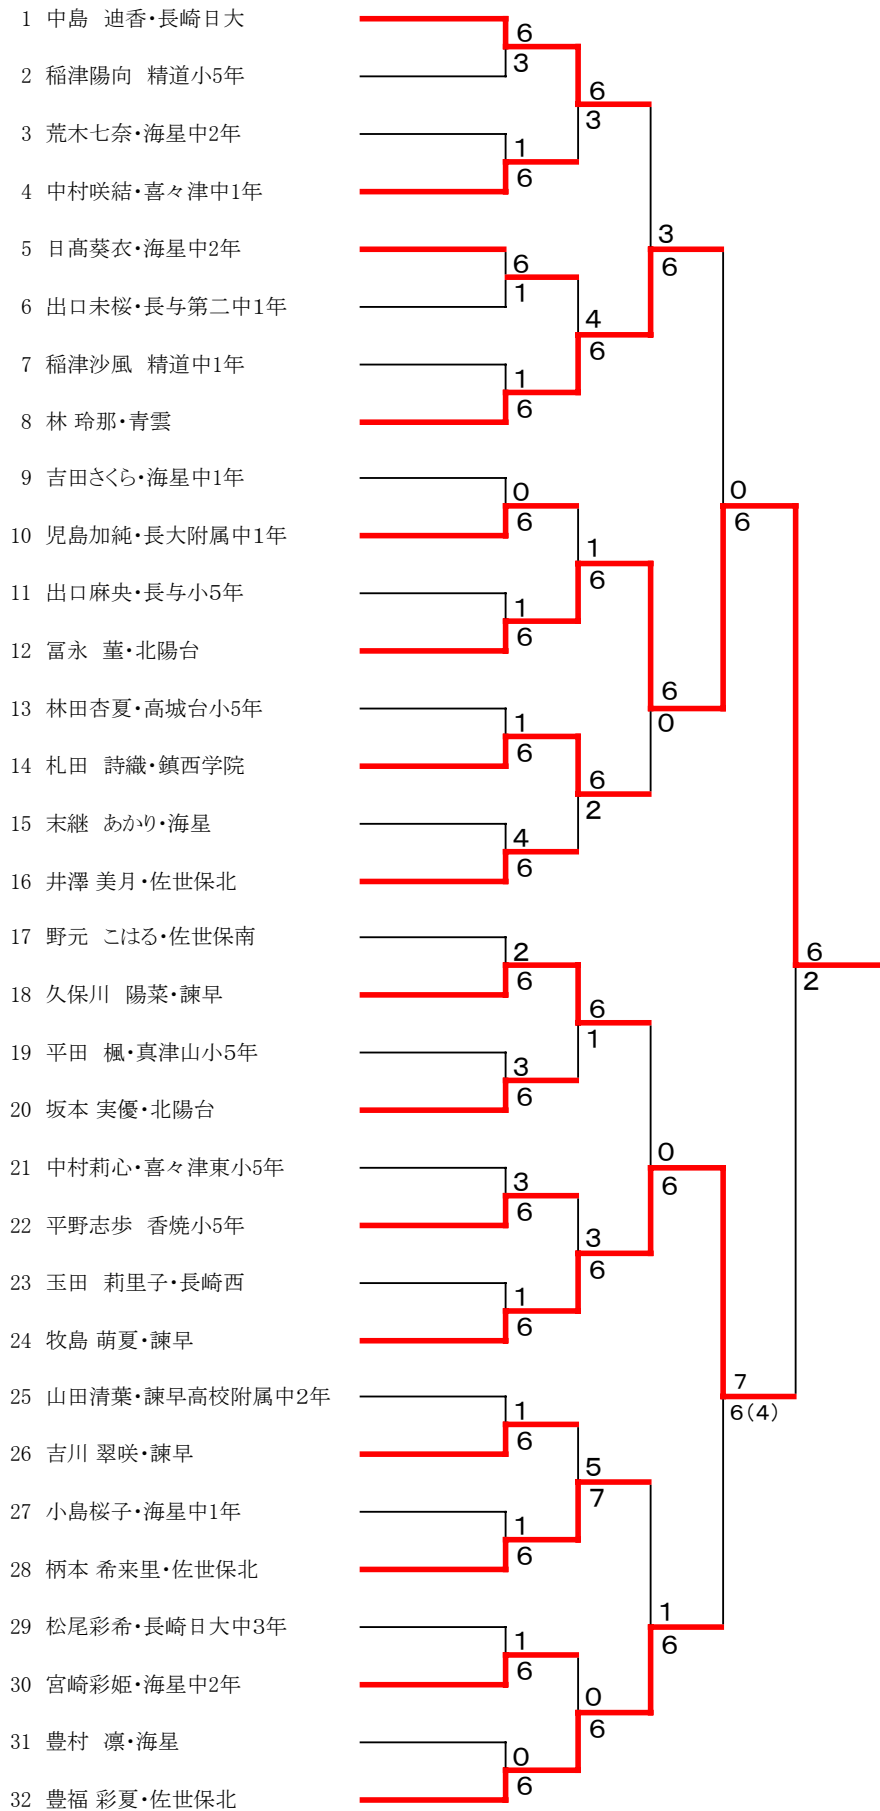 1 中島 迪香・長崎日大
6
3
2 稲津陽向 精道小5年
6
3
3 荒木七奈・海星中2年
1
6
4 中村咲結・喜々津中1年
3
6
5 日髙葵衣・海星中2年
6
1
6 出口未桜・長与第二中1年
4
6
7 稲津沙風 精道中1年
1
6
8 林 玲那・青雲
0
6
9 吉田さくら・海星中1年
0
6
10 児島加純・長大附属中1年
1
6
11 出口麻央・長与小5年
1
6
12 冨永 菫・北陽台
6
0
13 林田杏夏・高城台小5年
1
6
14 札田 詩織・鎮西学院
6
2
15 末継 あかり・海星
4
6
16 井澤 美月・佐世保北
6
2
17 野元 こはる・佐世保南
2
6
18 久保川 陽菜・諫早
6
1
19 平田 楓・真津山小5年
3
6
20 坂本 実優・北陽台
0
6
21 中村莉心・喜々津東小5年
3
6
22 平野志歩 香焼小5年
3
6
23 玉田 莉里子・長崎西
1
6
24 牧島 萌夏・諫早
7
6(4)
25 山田清葉・諫早高校附属中2年
1
6
26 吉川 翠咲・諫早
5
7
27 小島桜子・海星中1年
1
6
28 柄本 希来里・佐世保北
1
6
29 松尾彩希・長崎日大中3年
1
6
30 宮崎彩姫・海星中2年
0
6
31 豊村 凛・海星
0
6
32 豊福 彩夏・佐世保北